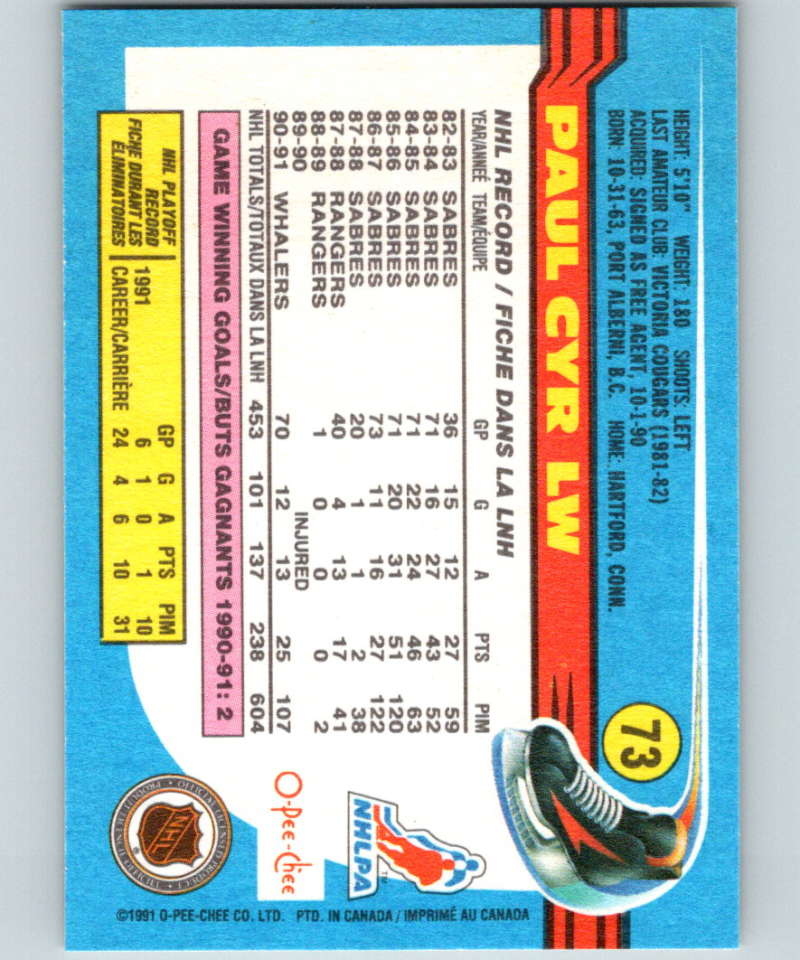 HEIGHT: 5'10" WEIGHT: 180 SHOOTS: LEFT
LAST AMATEUR CLUB: VICTORIA COUGARS (1981-82)
ACQUIRED: SIGNED AS FREE AGENT, 10-1-90
BORN: 10-31-63, PORT ALBERNI, B.C. HOME: HARTFORD, CONN.
73
PAUL CYR LW
NHL RECORD / FICHE DANS LA LNH
YEAR/ANNEÉ TEAM/ÉQUIPE GP G A PTS PIM
82-83 SABRES 36 15 12 27 59
83-84 SABRES 71 16 27 43 52
84-85 SABRES 71 22 24 46 63
85-86 SABRES 71 20 31 51 120
86-87 SABRES 73 11 16 27 122
87-88 SABRES 20 1 1 2 38
87-88 RANGERS 40 4 13 17 41
88-89 RANGERS 1 0 0 0 2
89-90 INJURED
90-91 WHALERS 70 12 13 25 107
NHL TOTALS/TOTAUX DANS LA LNH 453 101 137 238 604
GAME WINNING GOALS/BUTS GAGNANTS 1990-91: 2
NHL PLAYOFF
RECORD
FICHE DURANT LES
ÉLIMINATOIRES
GP G A PTS PIM
1991 6 1 0 1 10
CAREER/CARRIÈRE 24 4 6 10 31
NHLPA
TM
O-Pee-Chee
NHL
OFFICIAL LICENSED PRODUCT
©1991 O-PEE-CHEE CO. LTD. PTD. IN CANADA / IMPRIMÉ AU CANADA